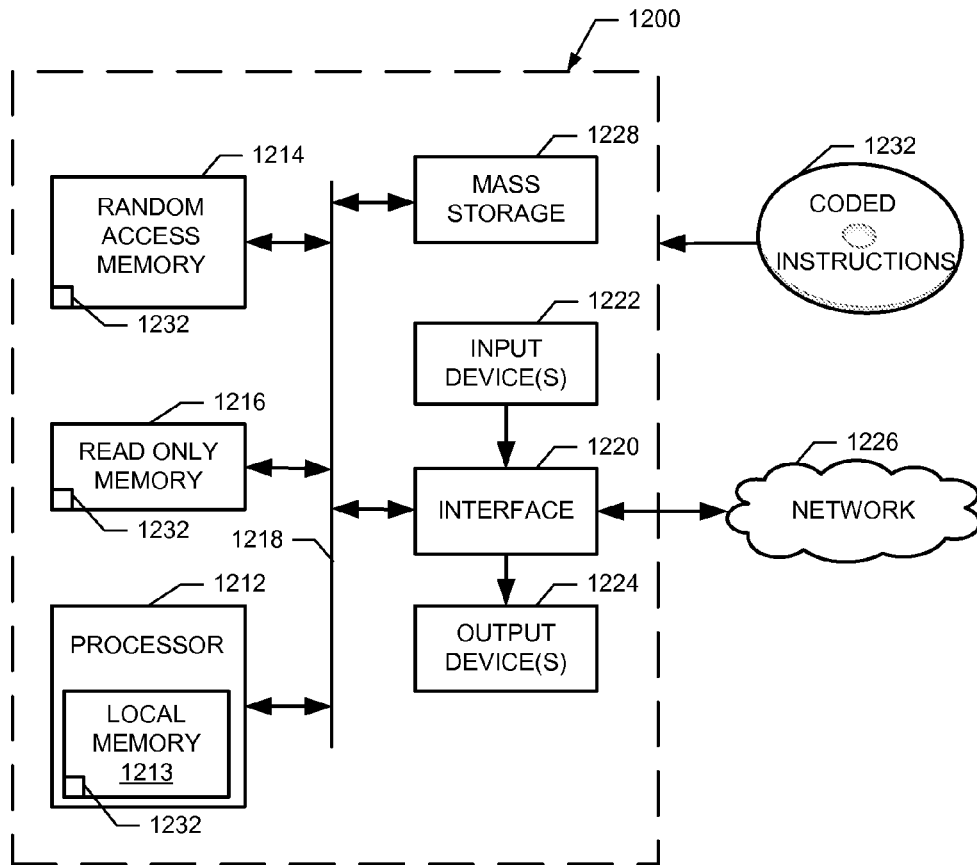 1200
1214
RANDOM
ACCESS
MEMORY
1232
1228
MASS
STORAGE
1232
CODED
INSTRUCTIONS
1222
INPUT
DEVICE(S)
1216
READ ONLY
MEMORY
1232
1220
INTERFACE
1226
NETWORK
1218
1212
PROCESSOR
LOCAL
MEMORY
1213
1232
1224
OUTPUT
DEVICE(S)